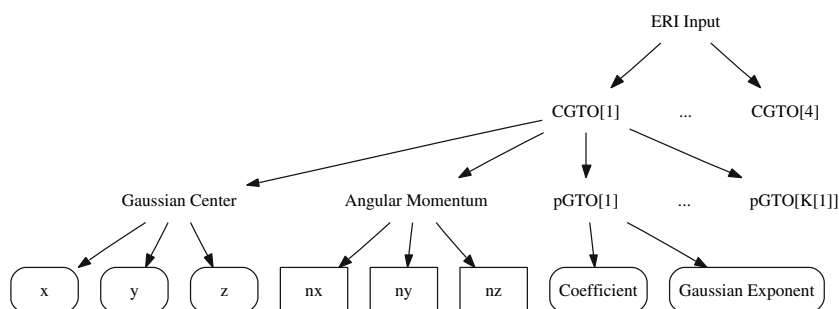 ERI Input
CGTO[1] ... CGTO[4]
Gaussian Center Angular Momentum pGTO[1] ... pGTO[K[1]]
x y z nx ny nz Coefficient Gaussian Exponent